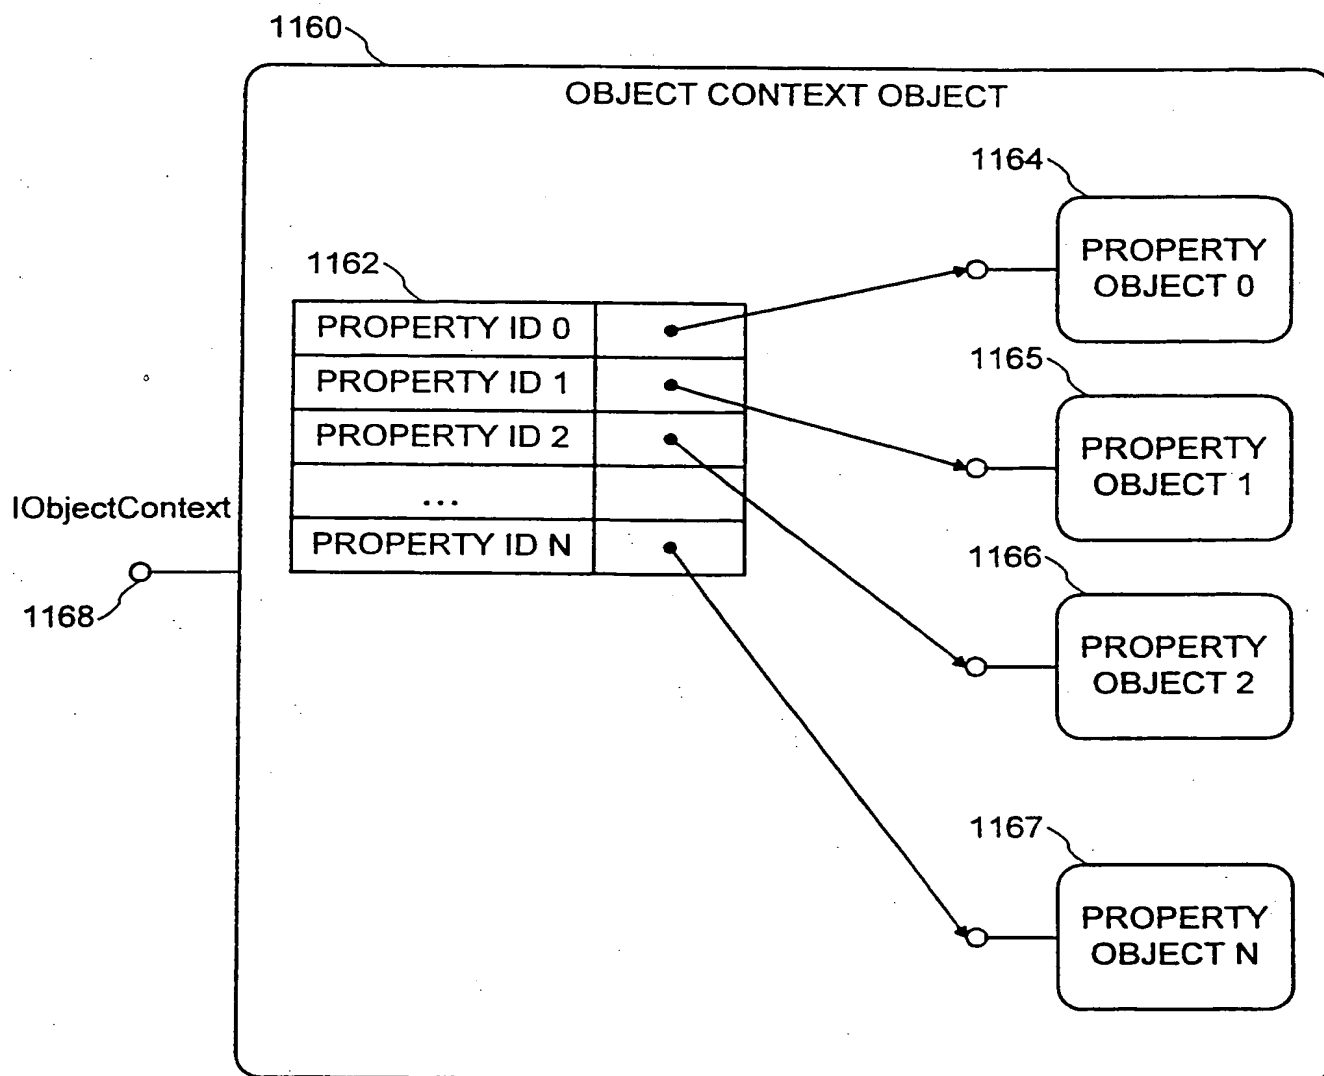 1160
OBJECT CONTEXT OBJECT
1164
PROPERTY
OBJECT 0
1162
PROPERTY ID 0
PROPERTY ID 1
PROPERTY ID 2
...
PROPERTY ID N
1165
PROPERTY
OBJECT 1
IObjectContext
1168
1166
PROPERTY
OBJECT 2
1167
PROPERTY
OBJECT N